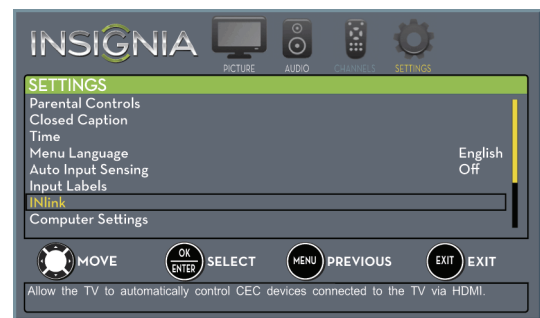 INSIGNIA
PICTURE AUDIO CHANNELS SETTINGS
SETTINGS
Parental Controls
Closed Caption
Time
Menu Language English
Auto Input Sensing Off
Input Labels
INlink
Computer Settings
MOVE OK ENTER SELECT MENU PREVIOUS EXIT EXIT
Allow the TV to automatically control CEC devices connected to the TV via HDMI.